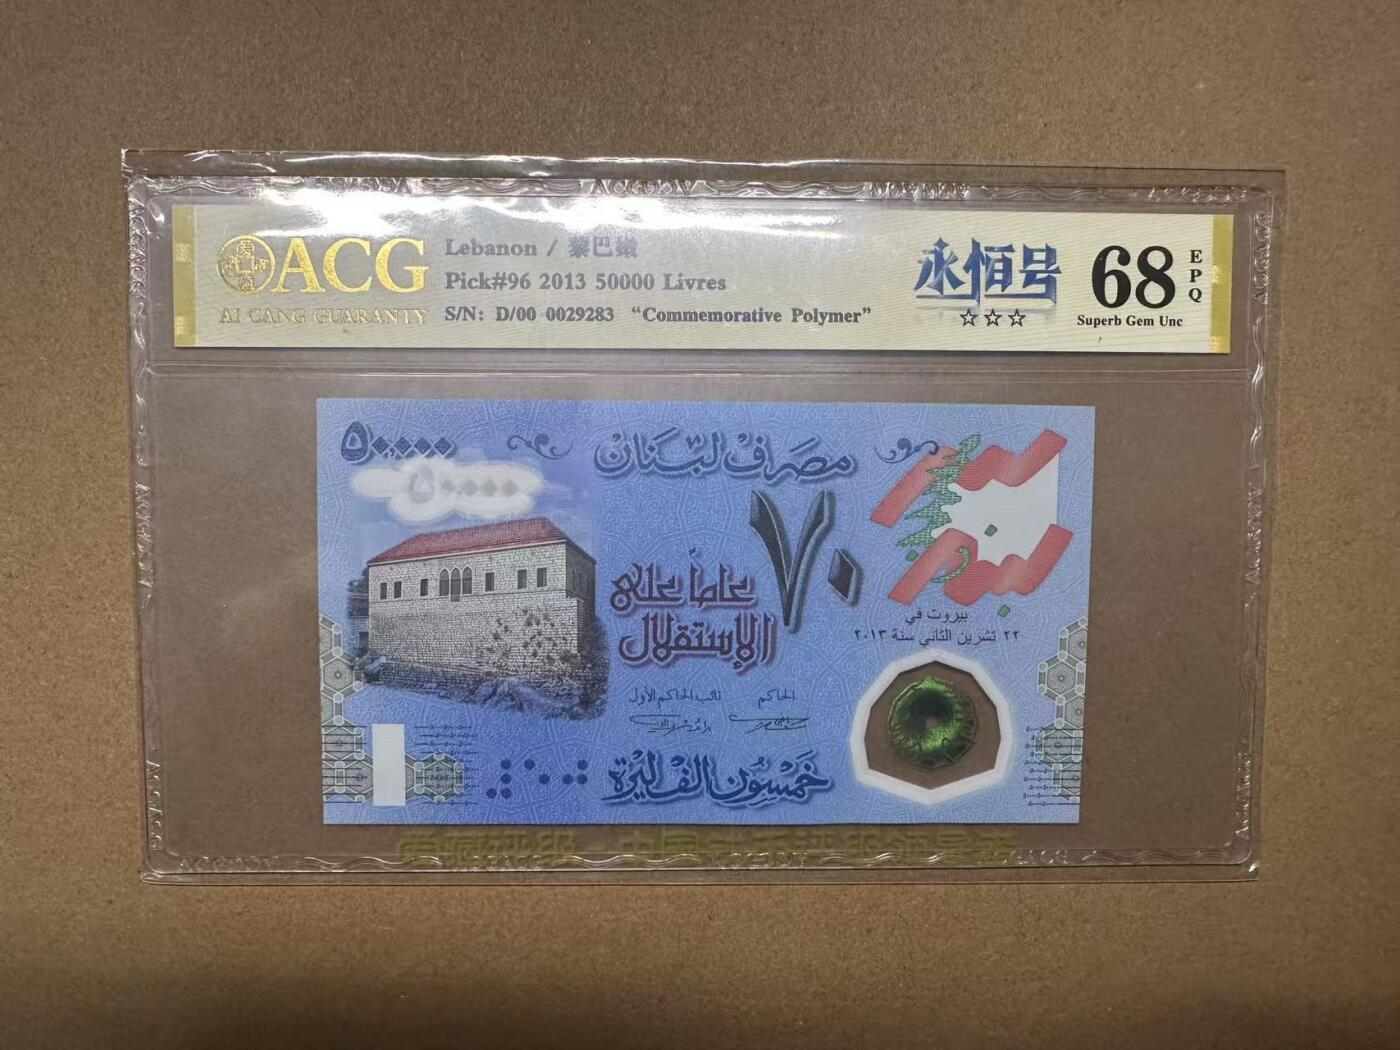 ACG
AI CANG GUARANTY
Lebanon / 黎巴嫩
Pick#96 2013 50000 Livres
S/N: D/00 0029283 “Commemorative Polymer”
永恒号
☆☆☆
68
EPQ
Superb Gem Unc
٥٠٠٠٠
مصرف لبنان
٥٠٠٠٠
٧٠
عاماً على
الإستقلال
بيروت في
٢٢ تشرين الثاني سنة ٢٠١٣
الحاكم
نائب الحاكم الأول
خمسون الف ليرة